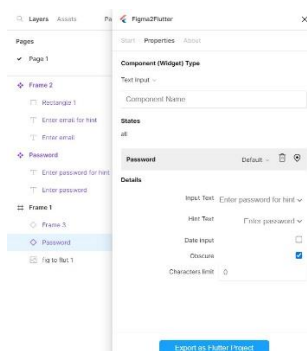 Layers Assets Pa
Pages
Page 1
Frame 2
Rectangle 1
Enter email for hint
Enter email
Password
Enter password for hint
Enter password
Frame 1
Frame 3
Password
fig to flut 1
Figma2Flutter
Start Properties About
Component (Widget) Type
Text Input
Component Name
States
all
Password Default
Details
Input Text Enter password for hint
Hint Text Enter password
Date input
Obscure
Characters limit 0
Export as Flutter Project